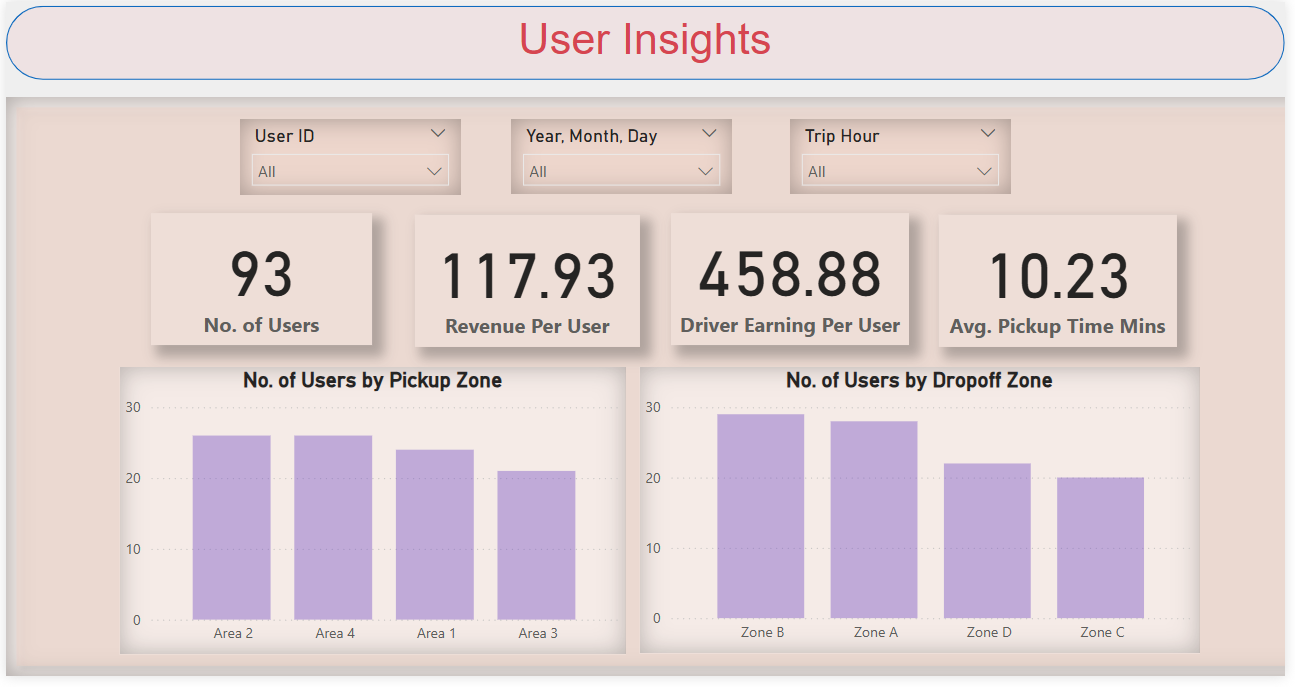 User Insights
User ID
All
Year, Month, Day
All
Trip Hour
All
93
No. of Users
117.93
Revenue Per User
458.88
Driver Earning Per User
10.23
Avg. Pickup Time Mins
No. of Users by Pickup Zone
30
20
10
0
Area 2 Area 4 Area 1 Area 3
No. of Users by Dropoff Zone
30
20
10
0
Zone B Zone A Zone D Zone C